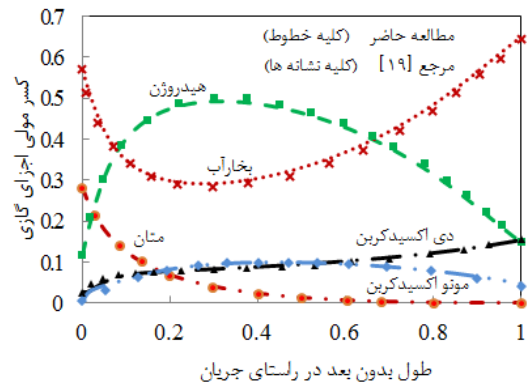 0.7
0.6
0.5
0.4
0.3
0.2
0.1
0
کسر مولی اجزای گازی
مطالعه حاضر (کلیه خطوط)
مرجع [۱۹] (کلیه نشانه ها)
هیدروژن
بخارآب
متان
دی اکسیدکربن
مونو اکسیدکربن
0 0.2 0.4 0.6 0.8 1
طول بدون بعد در راستای جریان